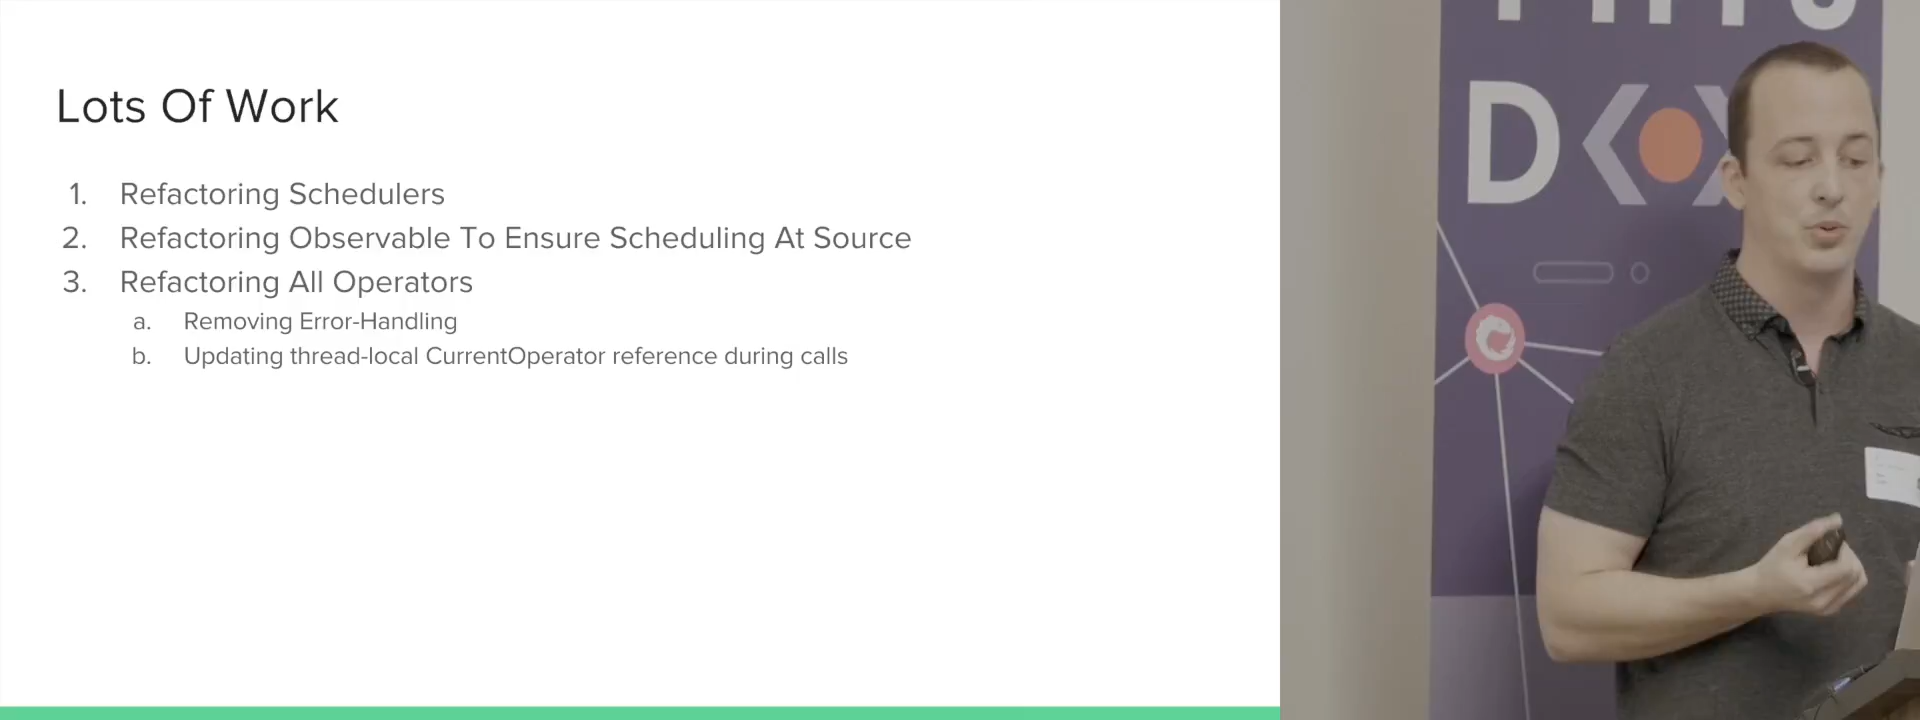 Lots Of Work
1. Refactoring Schedulers
2. Refactoring Observable To Ensure Scheduling At Source
3. Refactoring All Operators
a. Removing Error-Handling
b. Updating thread-local CurrentOperator reference during calls
D